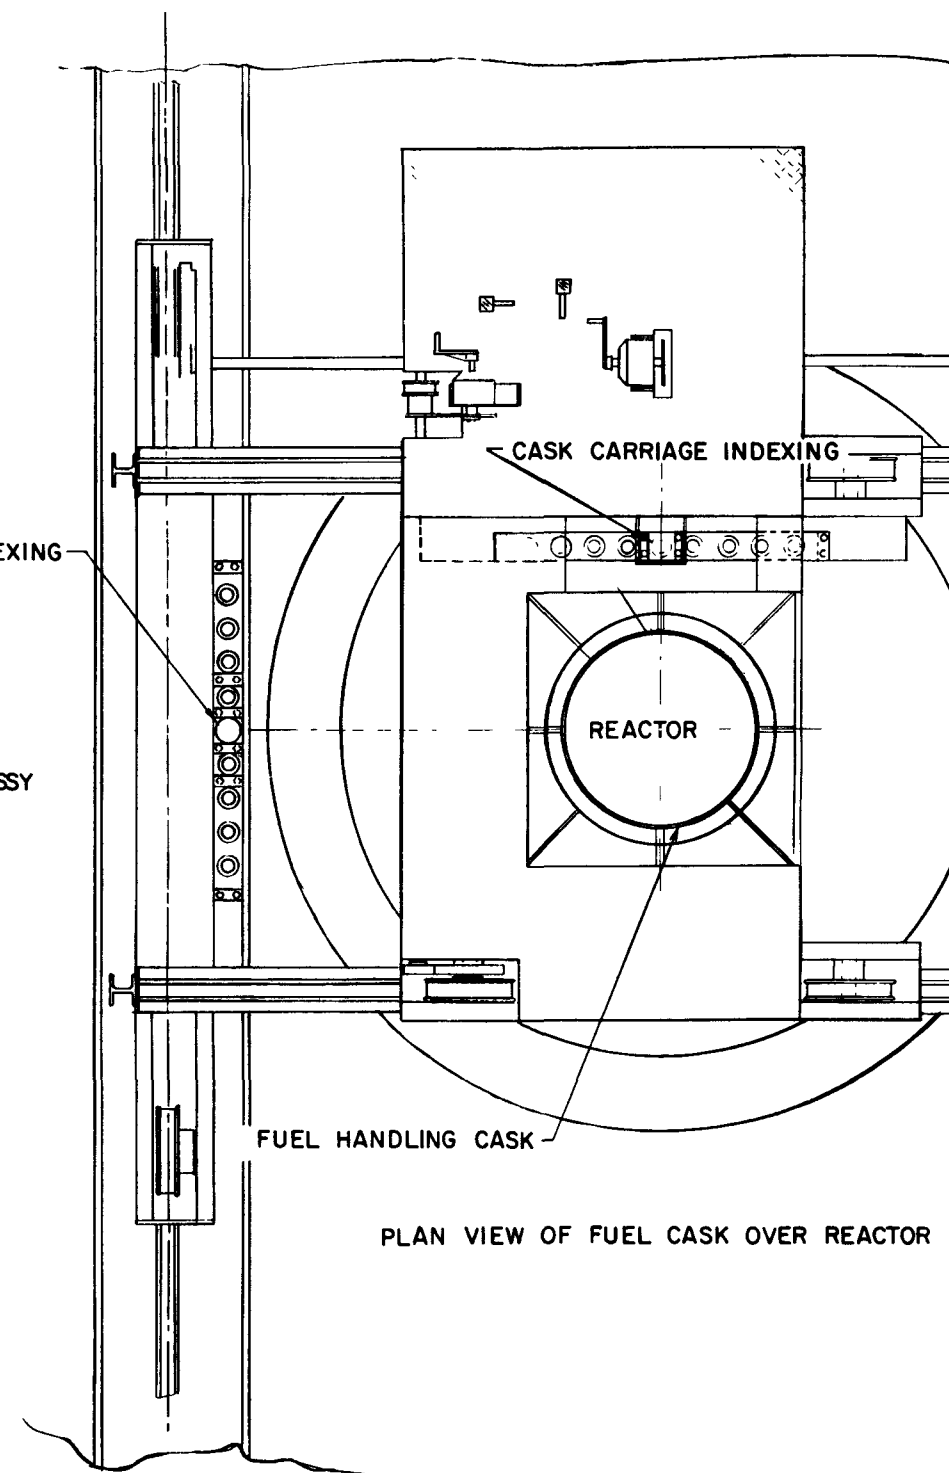 CASK CARRIAGE INDEXING
EXING
REACTOR
SSY
FUEL HANDLING CASK
PLAN VIEW OF FUEL CASK OVER REACTOR